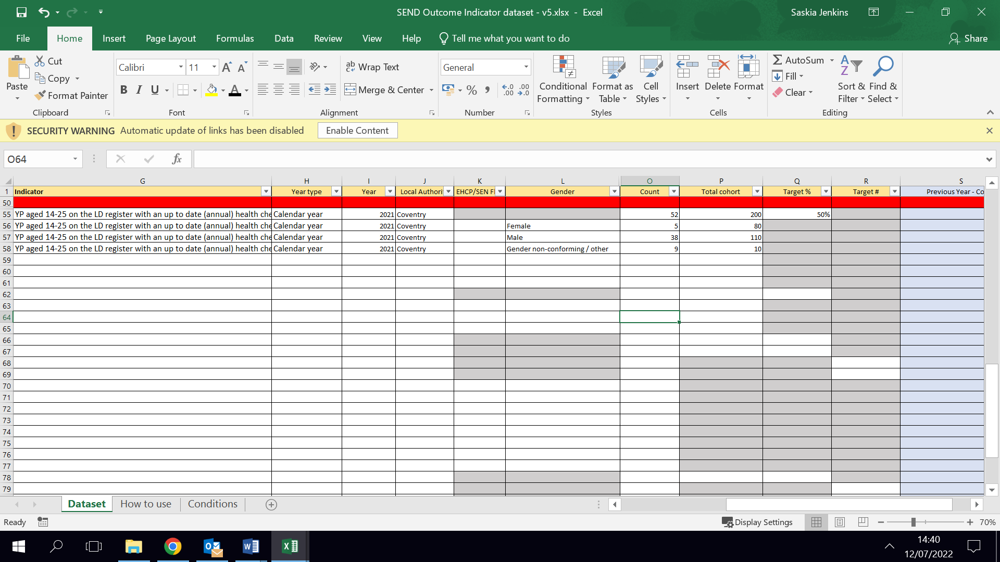 SEND Outcome Indicator dataset - v5.xlsx - Excel
Saskia Jenkins
File Home Insert Page Layout Formulas Data Review View Help Tell me what you want to do Share
Paste
Cut
Copy
Format Painter
Clipboard
Calibri 11
B I U
Font
Wrap Text
Merge & Center
Alignment
General
Number
Conditional Formatting
Format as Table
Cell Styles
Styles
Insert Delete Format
Cells
AutoSum
Fill
Clear
Sort & Filter
Find & Select
Editing
SECURITY WARNING Automatic update of links has been disabled Enable Content
O64
fx
G H I J K L O P Q R S
1 Indicator Year type Year Local Authori EHCP/SEN Fl Gender Count Total cohort Target % Target # Previous Year - Co
50
55 YP aged 14-25 on the LD register with an up to date (annual) health che Calendar year 2021 Coventry 52 200 50%
56 YP aged 14-25 on the LD register with an up to date (annual) health che Calendar year 2021 Coventry Female 5 80
57 YP aged 14-25 on the LD register with an up to date (annual) health che Calendar year 2021 Coventry Male 38 110
58 YP aged 14-25 on the LD register with an up to date (annual) health che Calendar year 2021 Coventry Gender non-conforming / other 9 10
59
60
61
62
63
64
65
66
67
68
69
70
71
72
73
74
75
76
77
78
79
Dataset How to use Conditions
Ready
Display Settings
70%
14:40
12/07/2022